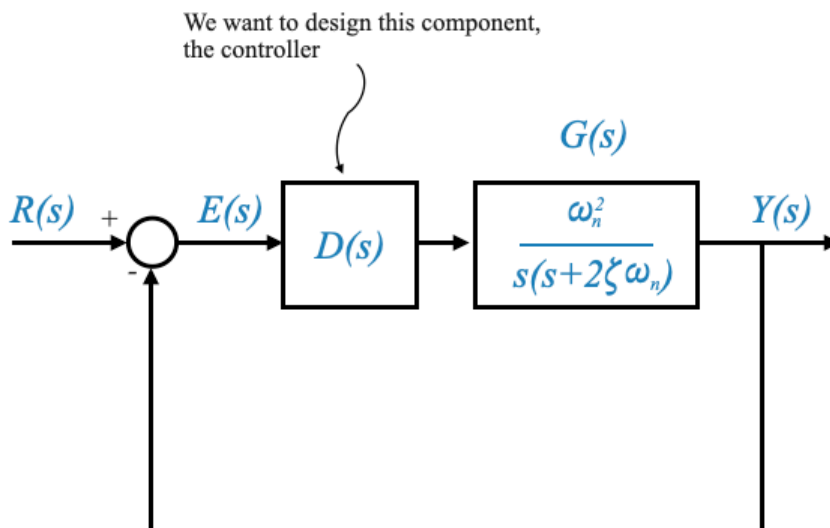 We want to design this component,
the controller
G(s)
R(s)
+
E(s)
D(s)
ωₙ²
s(s+2ζωₙ)
Y(s)
-